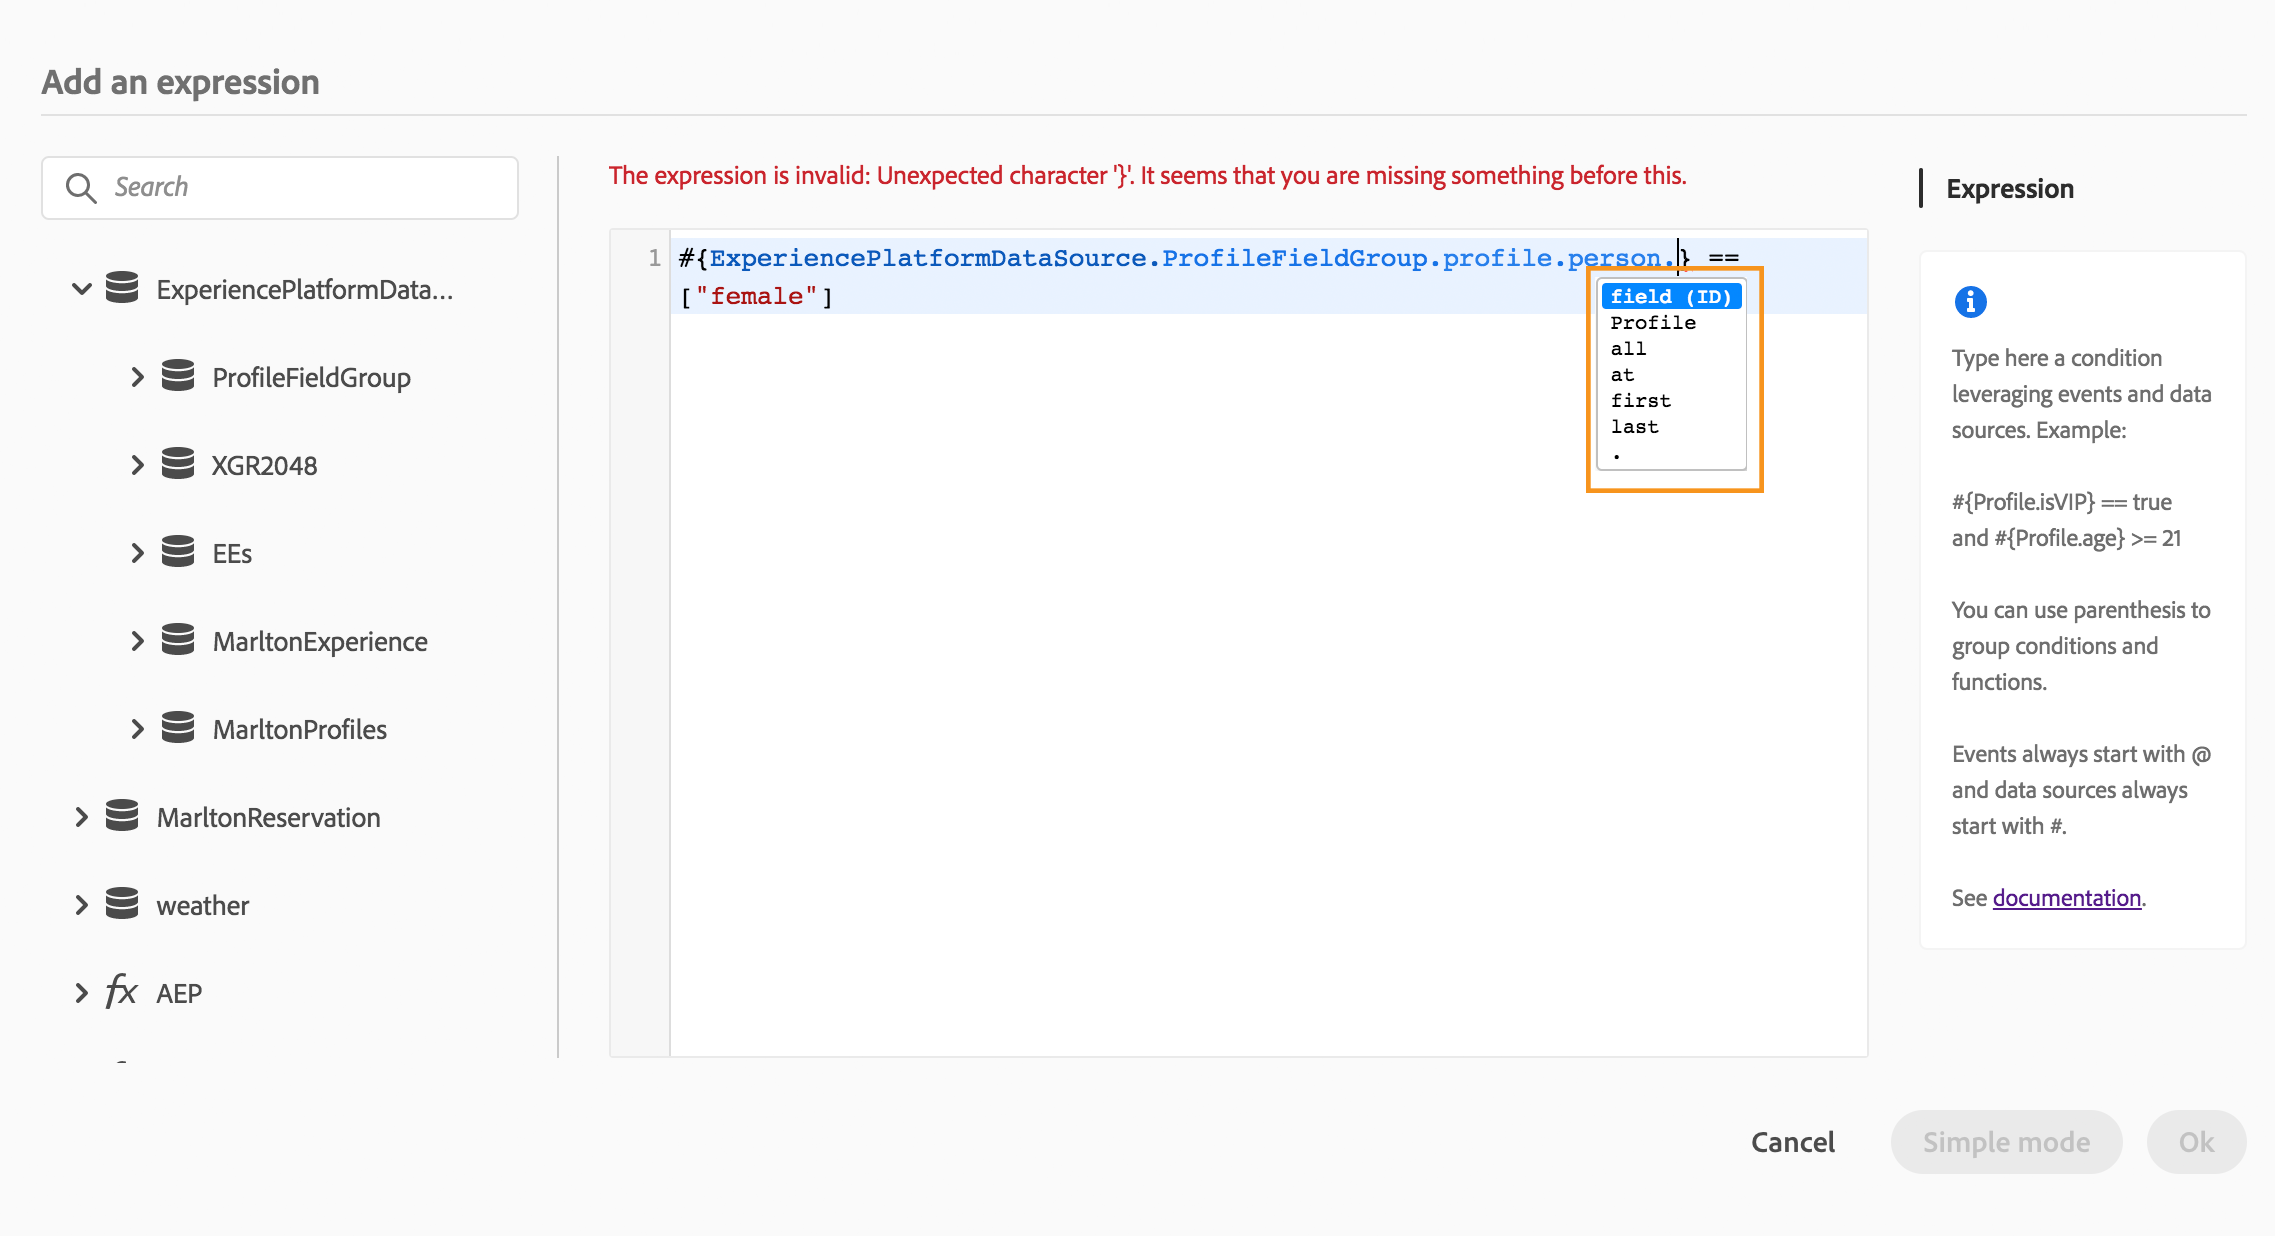 Add an expression
Search
ExperiencePlatformData...
ProfileFieldGroup
XGR2048
EEs
MarltonExperience
MarltonProfiles
MarltonReservation
weather
fx AEP
The expression is invalid: Unexpected character '}'. It seems that you are missing something before this.
1 #{ExperiencePlatformDataSource.ProfileFieldGroup.profile.person.} ==
["female"]
field (ID)
Profile
all
at
first
last
.
Expression
Type here a condition
leveraging events and data
sources. Example:
#{Profile.isVIP} == true
and #{Profile.age} >= 21
You can use parenthesis to
group conditions and
functions.
Events always start with @
and data sources always
start with #.
See documentation.
Cancel
Simple mode
Ok